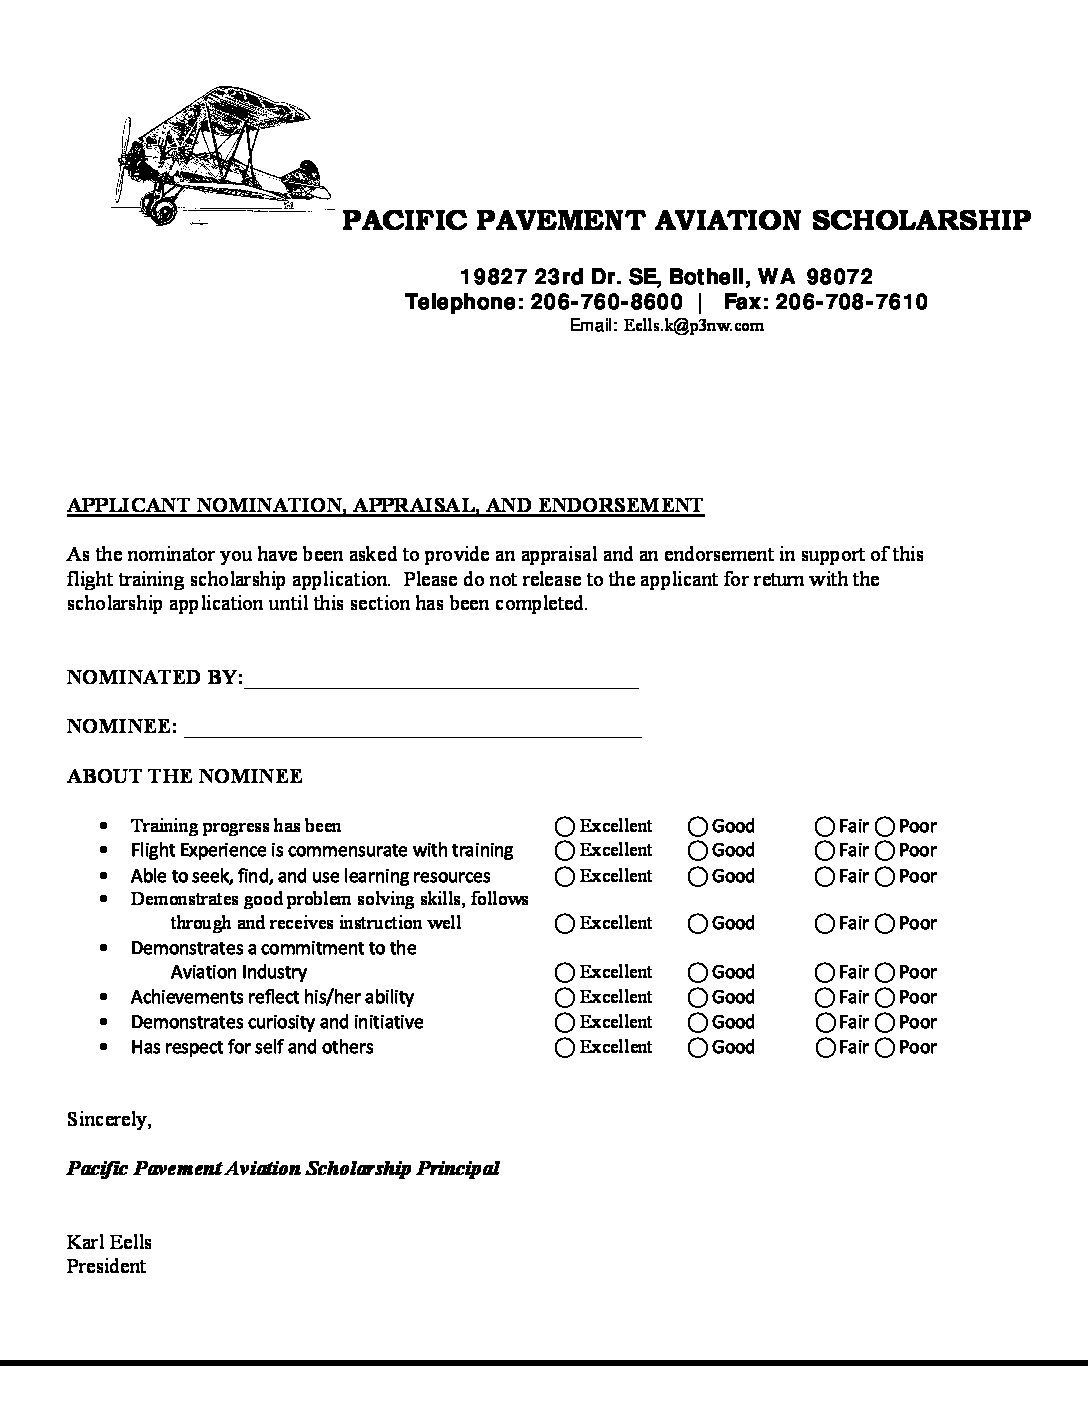 PACIFIC PAVEMENT AVIATION SCHOLARSHIP
19827 23rd Dr. SE, Bothell, WA 98072
Telephone: 206-760-8600 | Fax: 206-708-7610
Email: Eells.k@p3nw.com
APPLICANT NOMINATION, APPRAISAL, AND ENDORSEMENT
As the nominator you have been asked to provide an appraisal and an endorsement in support of this
flight training scholarship application. Please do not release to the applicant for return with the
scholarship application until this section has been completed.
NOMINATED BY:
NOMINEE:
ABOUT THE NOMINEE
• Training progress has been ○ Excellent ○ Good ○ Fair ○ Poor
• Flight Experience is commensurate with training ○ Excellent ○ Good ○ Fair ○ Poor
• Able to seek, find, and use learning resources ○ Excellent ○ Good ○ Fair ○ Poor
• Demonstrates good problem solving skills, follows
through and receives instruction well ○ Excellent ○ Good ○ Fair ○ Poor
• Demonstrates a commitment to the
Aviation Industry ○ Excellent ○ Good ○ Fair ○ Poor
• Achievements reflect his/her ability ○ Excellent ○ Good ○ Fair ○ Poor
• Demonstrates curiosity and initiative ○ Excellent ○ Good ○ Fair ○ Poor
• Has respect for self and others ○ Excellent ○ Good ○ Fair ○ Poor
Sincerely,
Pacific Pavement Aviation Scholarship Principal
Karl Eells
President